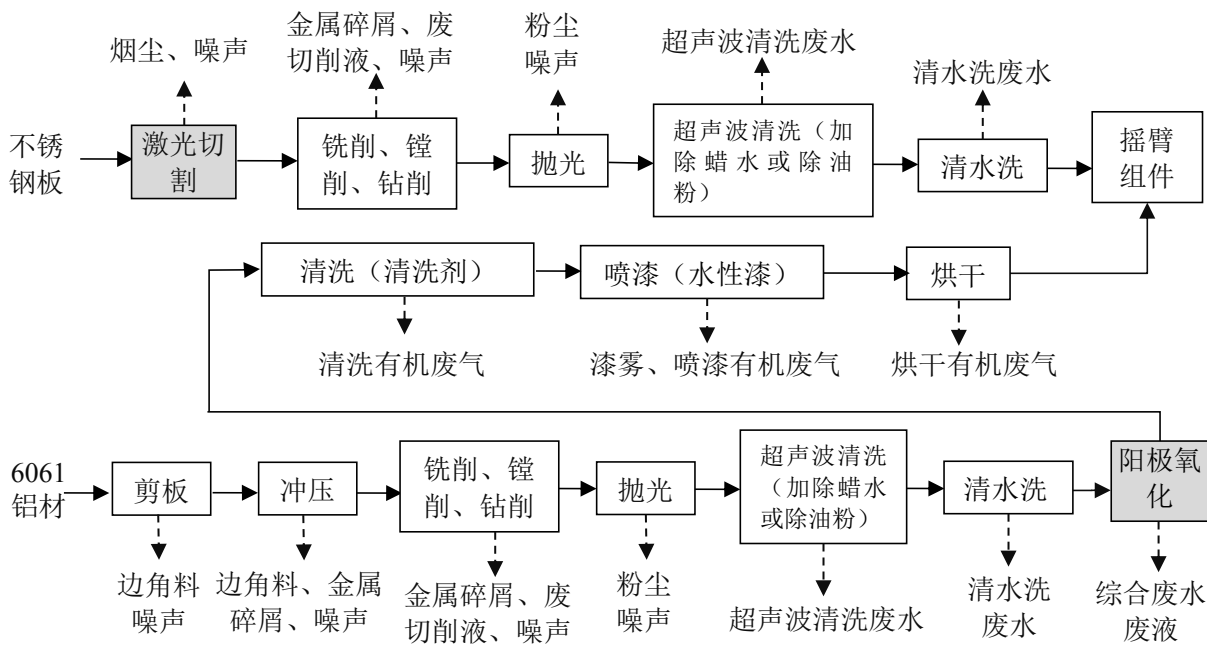 烟尘、噪声
金属碎屑、废
切削液、噪声
粉尘
噪声
超声波清洗废水
清水洗废水
不锈
钢板
激光切
割
铣削、镗
削、钻削
抛光
超声波清洗（加
除蜡水或除油
粉）
清水洗
摇臂
组件
清洗（清洗剂）
喷漆（水性漆）
烘干
清洗有机废气
漆雾、喷漆有机废气
烘干有机废气
6061
铝材
剪板
冲压
铣削、镗
削、钻削
抛光
超声波清洗
（加除蜡水
或除油粉）
清水洗
阳极氧
化
边角料
噪声
边角料、金属
碎屑、噪声
金属碎屑、废
切削液、噪声
粉尘
噪声
超声波清洗废水
清水洗
废水
综合废水
废液